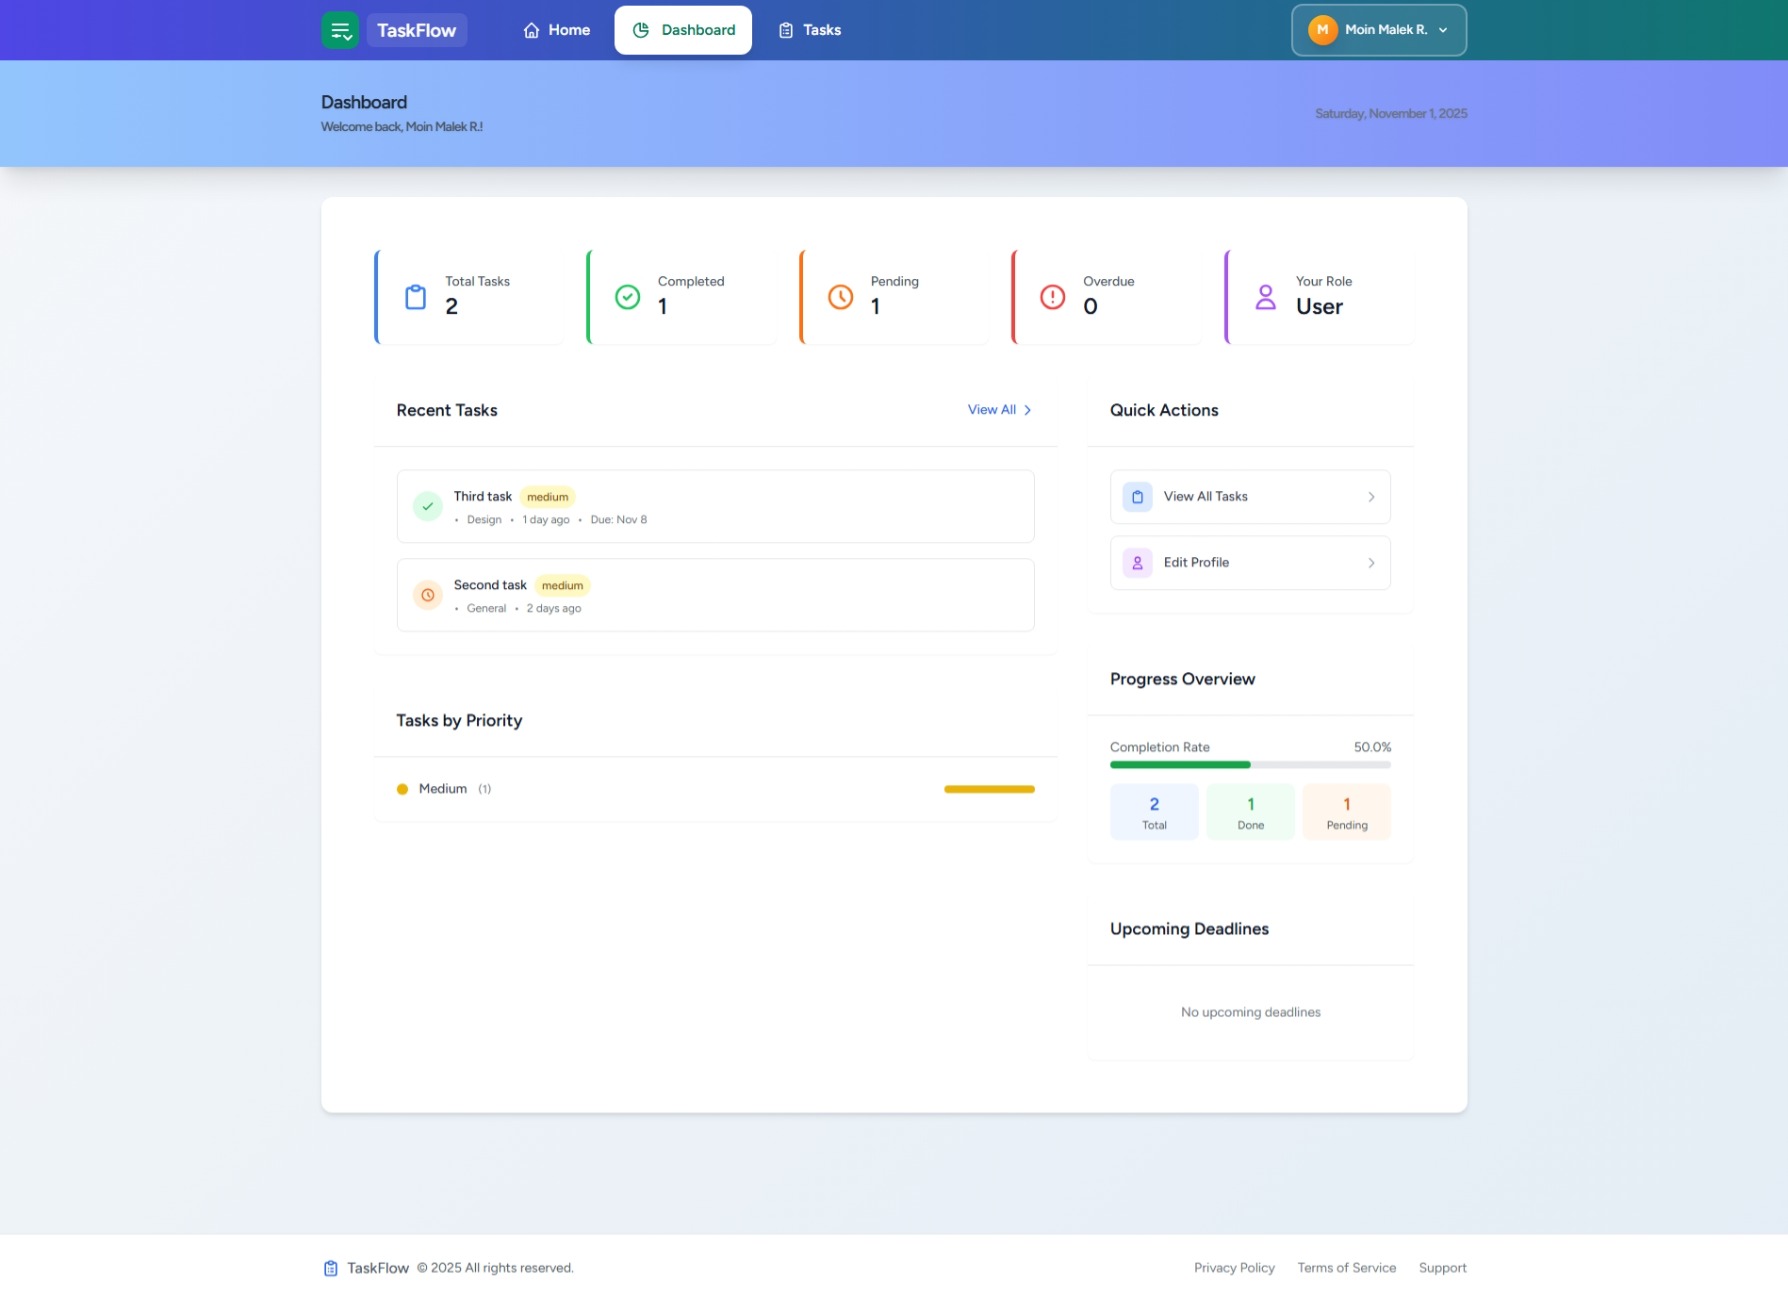 TaskFlow
Home
Dashboard
Tasks
M
Moin Malek R.
Dashboard
Welcome back, Moin Malek R.!
Saturday, November 1, 2025
Total Tasks
2
Completed
1
Pending
1
Overdue
0
Your Role
User
Recent Tasks
View All
Third task medium
• Design • 1 day ago • Due: Nov 8
Second task medium
• General • 2 days ago
Tasks by Priority
Medium (1)
Quick Actions
View All Tasks
Edit Profile
Progress Overview
Completion Rate 50.0%
2
Total
1
Done
1
Pending
Upcoming Deadlines
No upcoming deadlines
TaskFlow © 2025 All rights reserved.
Privacy Policy
Terms of Service
Support